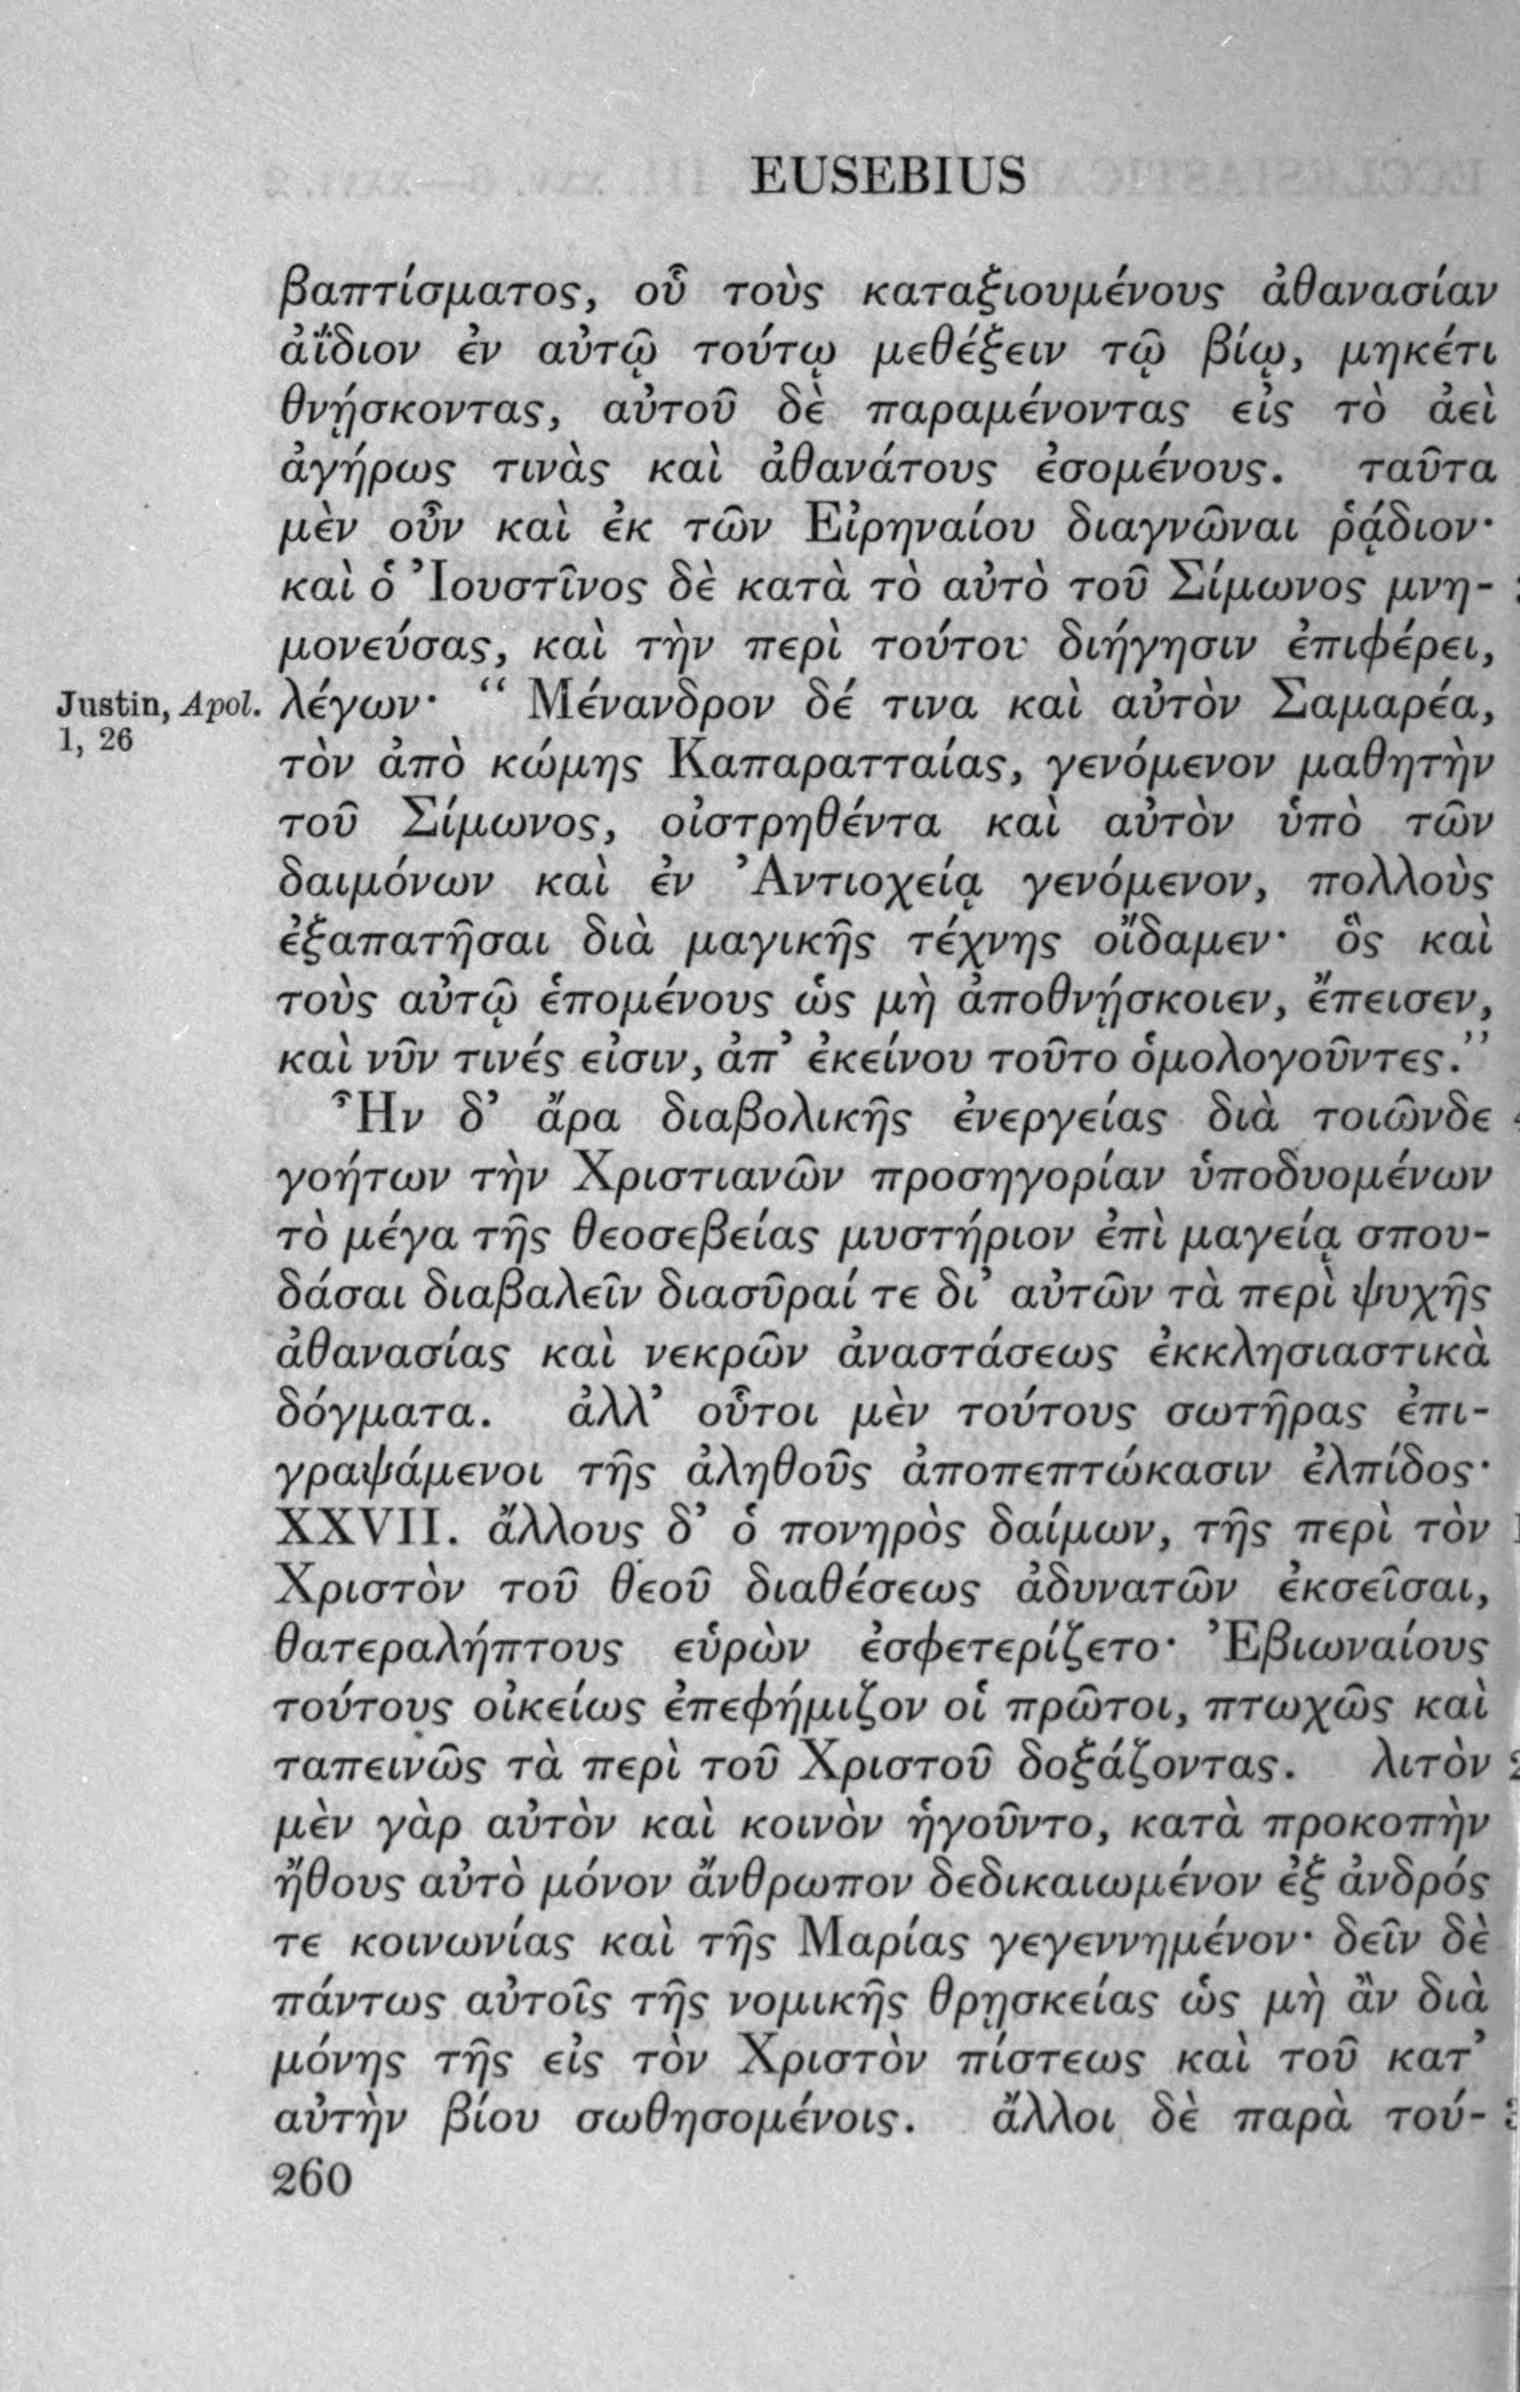 EUSEBIUS
βαπτίσματος, οὗ τοὺς καταξιουμένους ἀθανασίαν
ἀΐδιον ἐν αὐτῷ τούτῳ μεθέξειν τῷ βίῳ, μηκέτι
θνῄσκοντας, αὐτοῦ δὲ παραμένοντας εἰς τὸ ἀεὶ
ἀγήρως τινὰς καὶ ἀθανάτους ἐσομένους. ταῦτα
μὲν οὖν καὶ ἐκ τῶν Εἰρηναίου διαγνῶναι ῥᾴδιον·
καὶ ὁ Ἰουστῖνος δὲ κατὰ τὸ αὐτὸ τοῦ Σίμωνος μνη-
μονεύσας, καὶ τὴν περὶ τούτου διήγησιν ἐπιφέρει,
Justin, Apol. 1, 26
λέγων· “ Μένανδρον δέ τινα καὶ αὐτὸν Σαμαρέα,
τὸν ἀπὸ κώμης Καπαρατταίας, γενόμενον μαθητὴν
τοῦ Σίμωνος, οἰστρηθέντα καὶ αὐτὸν ὑπὸ τῶν
δαιμόνων καὶ ἐν Ἀντιοχείᾳ γενόμενον, πολλοὺς
ἐξαπατῆσαι διὰ μαγικῆς τέχνης οἴδαμεν· ὃς καὶ
τοὺς αὐτῷ ἑπομένους ὡς μὴ ἀποθνῄσκοιεν, ἔπεισεν,
καὶ νῦν τινές εἰσιν, ἀπ’ ἐκείνου τοῦτο ὁμολογοῦντες.”
Ἦν δ’ ἄρα διαβολικῆς ἐνεργείας διὰ τοιῶνδε
γοήτων τὴν Χριστιανῶν προσηγορίαν ὑποδυομένων
τὸ μέγα τῆς θεοσεβείας μυστήριον ἐπὶ μαγείᾳ σπου-
δάσαι διαβαλεῖν διασῦραί τε δι’ αὐτῶν τὰ περὶ ψυχῆς
ἀθανασίας καὶ νεκρῶν ἀναστάσεως ἐκκλησιαστικὰ
δόγματα. ἀλλ’ οὗτοι μὲν τούτους σωτῆρας ἐπι-
γραψάμενοι τῆς ἀληθοῦς ἀποπεπτώκασιν ἐλπίδος·
XXVII. ἄλλους δ’ ὁ πονηρὸς δαίμων, τῆς περὶ τὸν
Χριστὸν τοῦ θεοῦ διαθέσεως ἀδυνατῶν ἐκσεῖσαι,
θατεραλήπτους εὑρὼν ἐσφετερίζετο· Ἐβιωναίους
τούτους οἰκείως ἐπεφήμιζον οἱ πρῶτοι, πτωχῶς καὶ
ταπεινῶς τὰ περὶ τοῦ Χριστοῦ δοξάζοντας. λιτὸν
μὲν γὰρ αὐτὸν καὶ κοινὸν ἡγοῦντο, κατὰ προκοπὴν
ἤθους αὐτὸ μόνον ἄνθρωπον δεδικαιωμένον ἐξ ἀνδρός
τε κοινωνίας καὶ τῆς Μαρίας γεγεννημένον· δεῖν δὲ
πάντως αὐτοῖς τῆς νομικῆς θρῃσκείας ὡς μὴ ἂν διὰ
μόνης τῆς εἰς τὸν Χριστὸν πίστεως καὶ τοῦ κατ’
αὐτὴν βίου σωθησομένοις. ἄλλοι δὲ παρὰ τού-
260